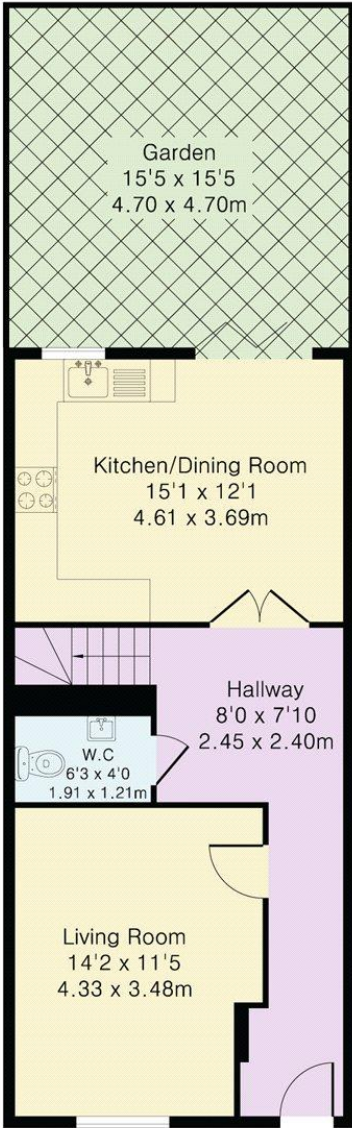 Garden
15'5 x 15'5
4.70 x 4.70m
Kitchen/Dining Room
15'1 x 12'1
4.61 x 3.69m
Hallway
8'0 x 7'10
2.45 x 2.40m
W.C
6'3 x 4'0
1.91 x 1.21m
Living Room
14'2 x 11'5
4.33 x 3.48m